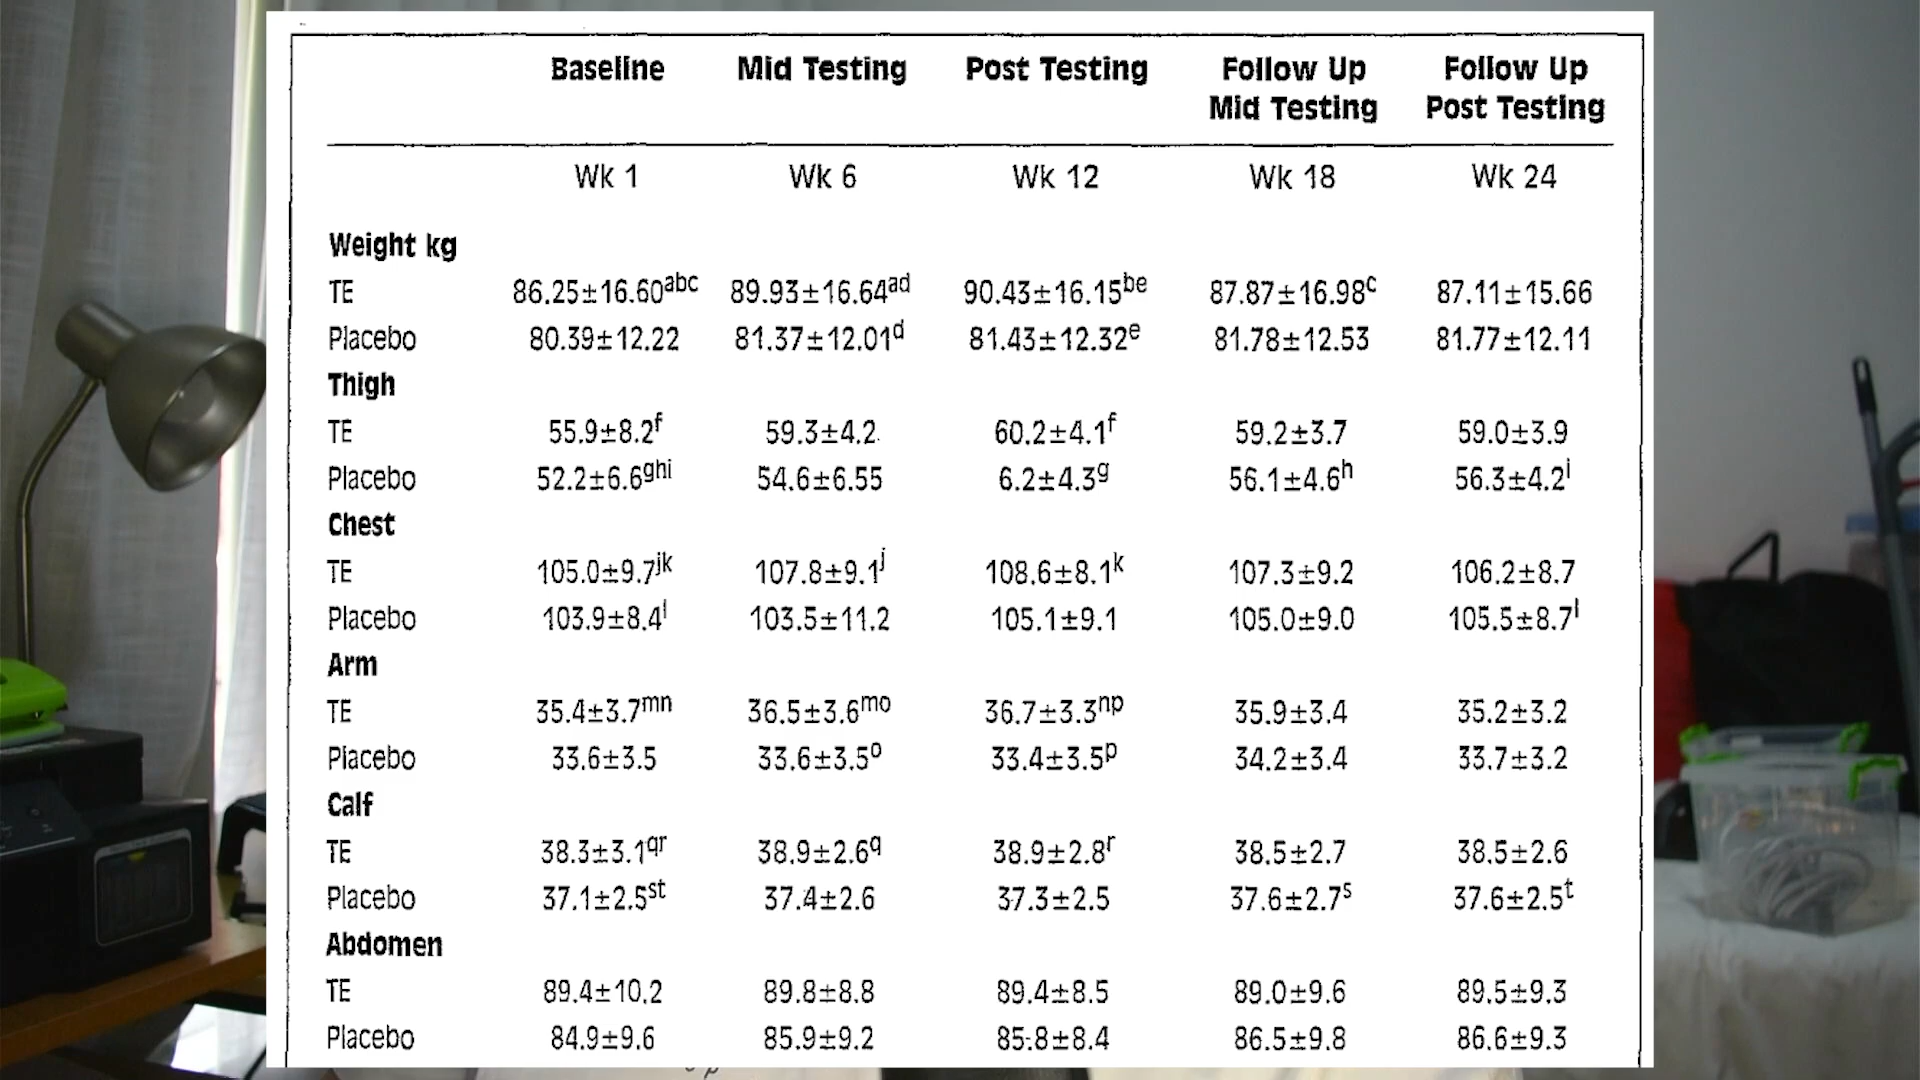 Baseline Mid Testing Post Testing Follow Up Mid Testing Follow Up Post Testing
Wk 1 Wk 6 Wk 12 Wk 18 Wk 24
Weight kg
TE 86.25±16.60abc 89.93±16.64ad 90.43±16.15be 87.87±16.98c 87.11±15.66
Placebo 80.39±12.22 81.37±12.01d 81.43±12.32e 81.78±12.53 81.77±12.11
Thigh
TE 55.9±8.2f 59.3±4.2 60.2±4.1f 59.2±3.7 59.0±3.9
Placebo 52.2±6.6ghi 54.6±6.55 6.2±4.3g 56.1±4.6h 56.3±4.2i
Chest
TE 105.0±9.7jk 107.8±9.1j 108.6±8.1k 107.3±9.2 106.2±8.7
Placebo 103.9±8.4l 103.5±11.2 105.1±9.1 105.0±9.0 105.5±8.7l
Arm
TE 35.4±3.7mn 36.5±3.6mo 36.7±3.3np 35.9±3.4 35.2±3.2
Placebo 33.6±3.5 33.6±3.5o 33.4±3.5p 34.2±3.4 33.7±3.2
Calf
TE 38.3±3.1qr 38.9±2.6q 38.9±2.8r 38.5±2.7 38.5±2.6
Placebo 37.1±2.5st 37.4±2.6 37.3±2.5 37.6±2.7s 37.6±2.5t
Abdomen
TE 89.4±10.2 89.8±8.8 89.4±8.5 89.0±9.6 89.5±9.3
Placebo 84.9±9.6 85.9±9.2 85.8±8.4 86.5±9.8 86.6±9.3